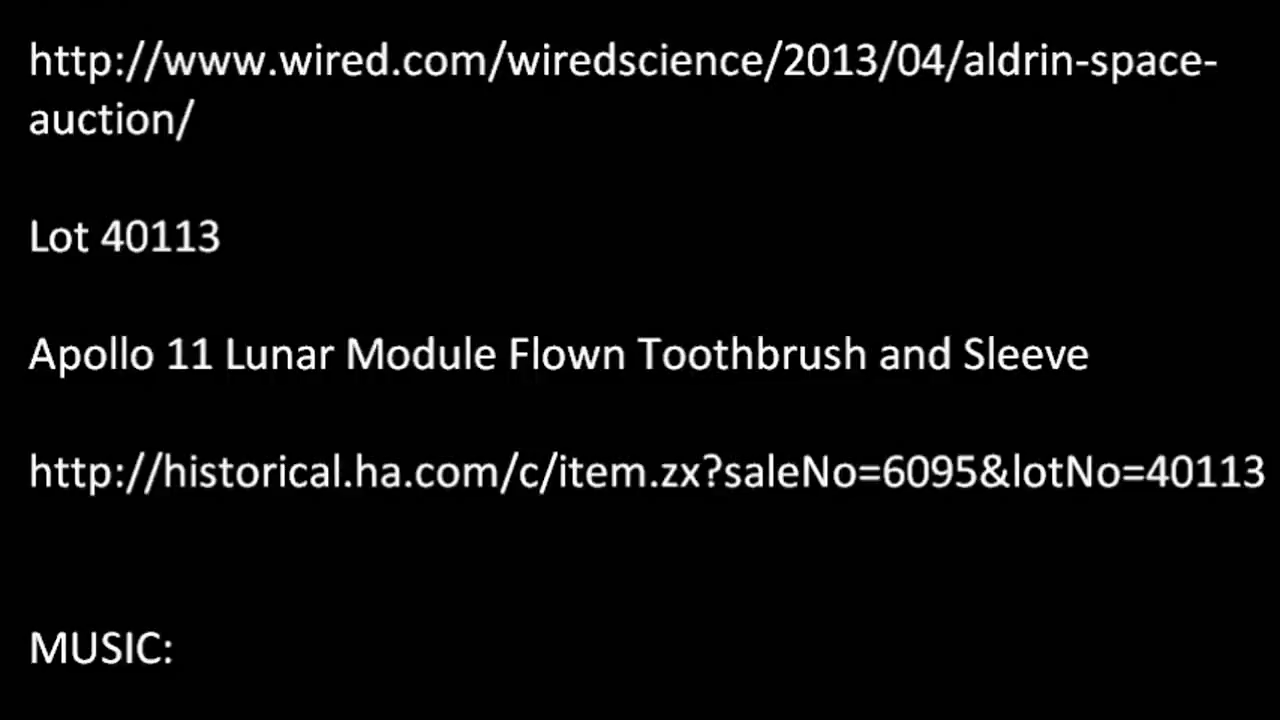 http://www.wired.com/wiredscience/2013/04/aldrin-space-
auction/
Lot 40113
Apollo 11 Lunar Module Flown Toothbrush and Sleeve
http://historical.ha.com/c/item.zx?saleNo=6095&lotNo=40113
MUSIC: